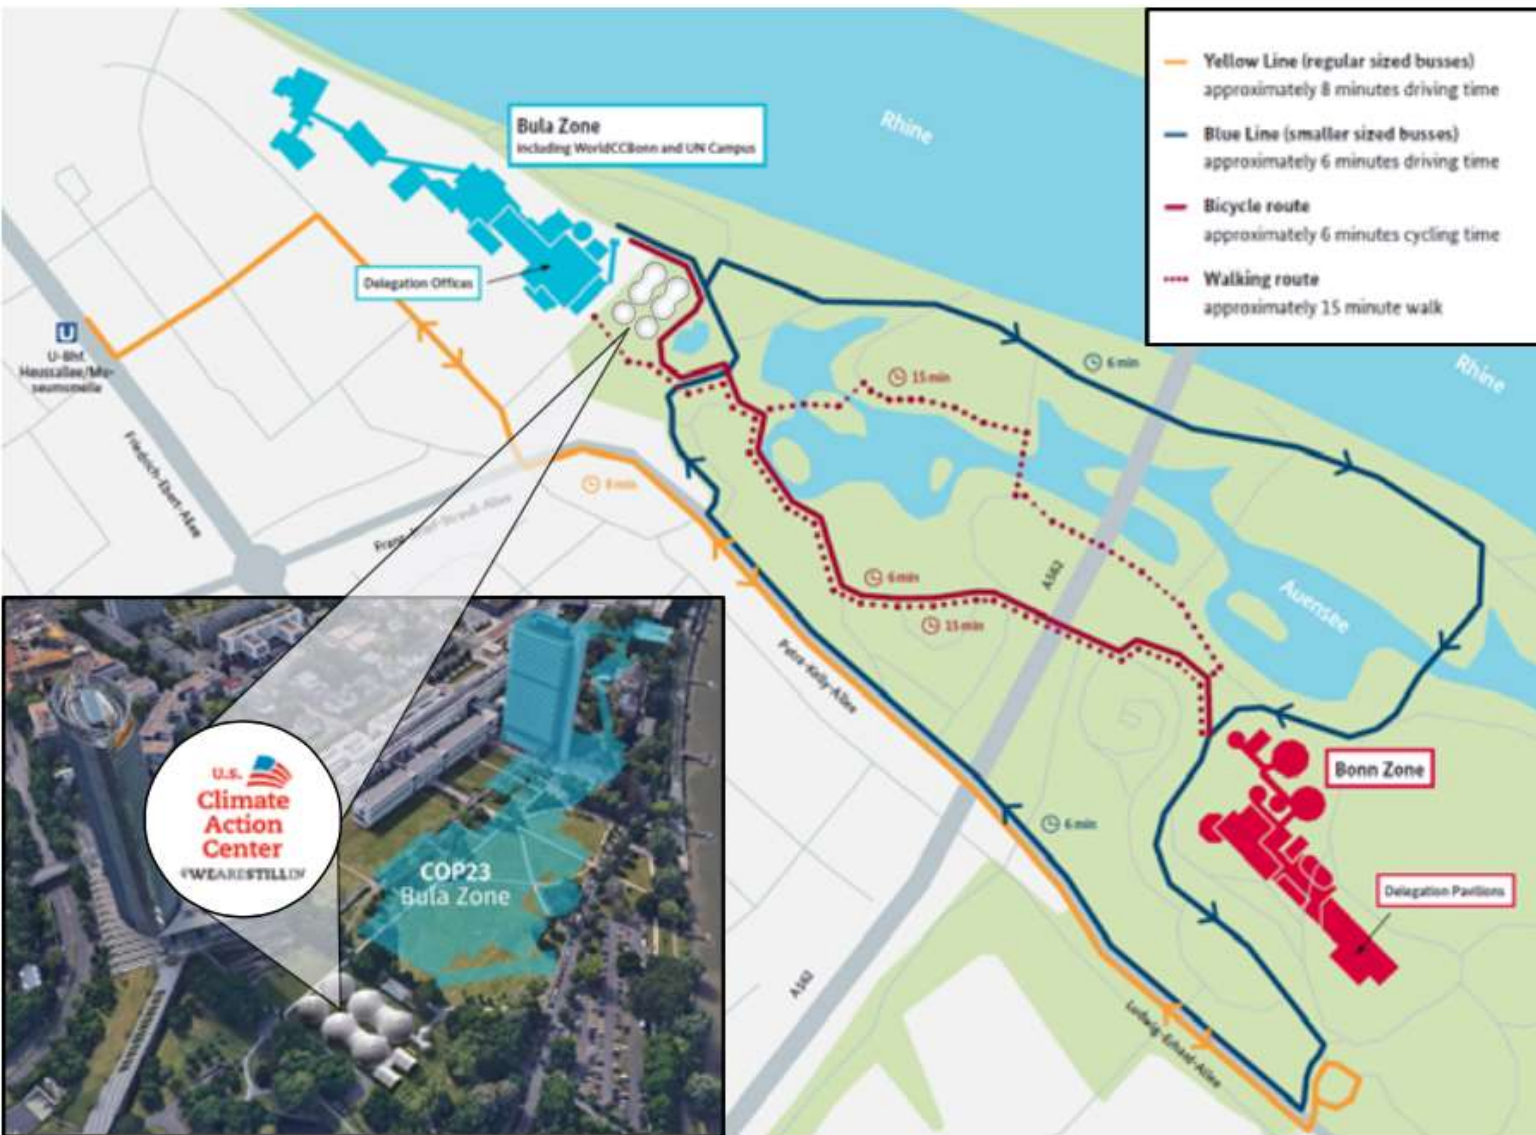 Yellow Line (regular sized busses)
approximately 8 minutes driving time
Blue Line (smaller sized busses)
approximately 6 minutes driving time
Bicycle route
approximately 6 minutes cycling time
Walking route
approximately 15 minute walk
Rhine
Rhine
Bula Zone
including WorldCCBonn and UN Campus
Delegation Offices
U
U-Bhf.
Heussallee/Mu-
seumsmeile
Friedrich-Ebert-Allee
8 min
6 min
15 min
6 min
15 min
A562
Auensee
Petra-Kelly-Allee
Bonn Zone
6 min
Delegation Pavilions
A562
Ludwig-Erhard-Allee
U.S.
Climate
Action
Center
#WEARESTILLIN
COP23
Bula Zone